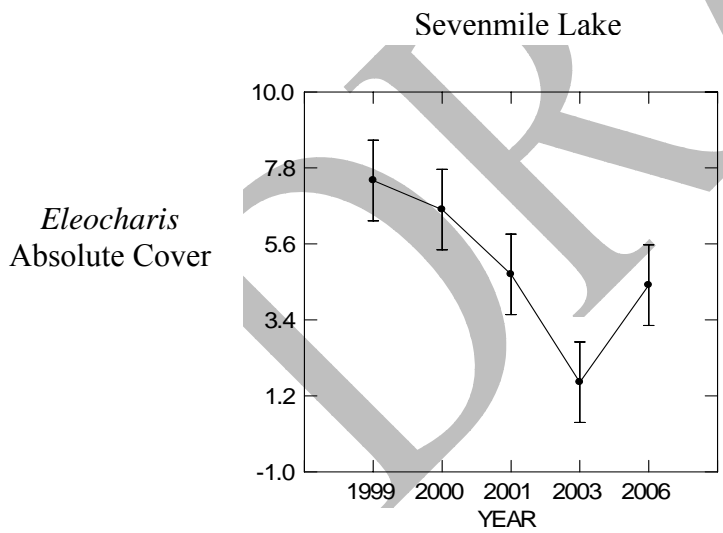 Sevenmile Lake
Eleocharis
Absolute Cover
10.0
7.8
5.6
3.4
1.2
-1.0
1999 2000 2001 2003 2006
YEAR